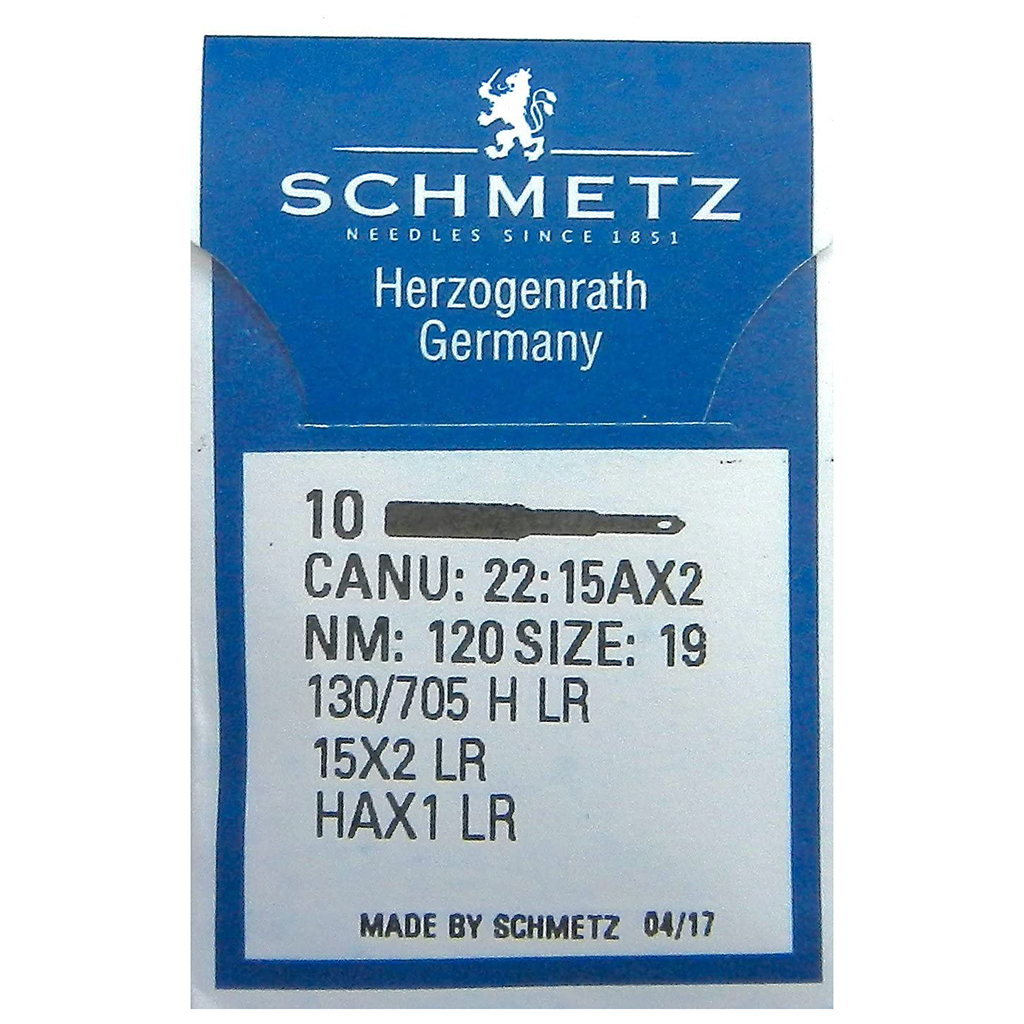 SCHMETZ
NEEDLES SINCE 1851
Herzogenrath
Germany
10
CANU: 22:15AX2
NM: 120 SIZE: 19
130/705 H LR
15X2 LR
HAX1 LR
MADE BY SCHMETZ 04/17